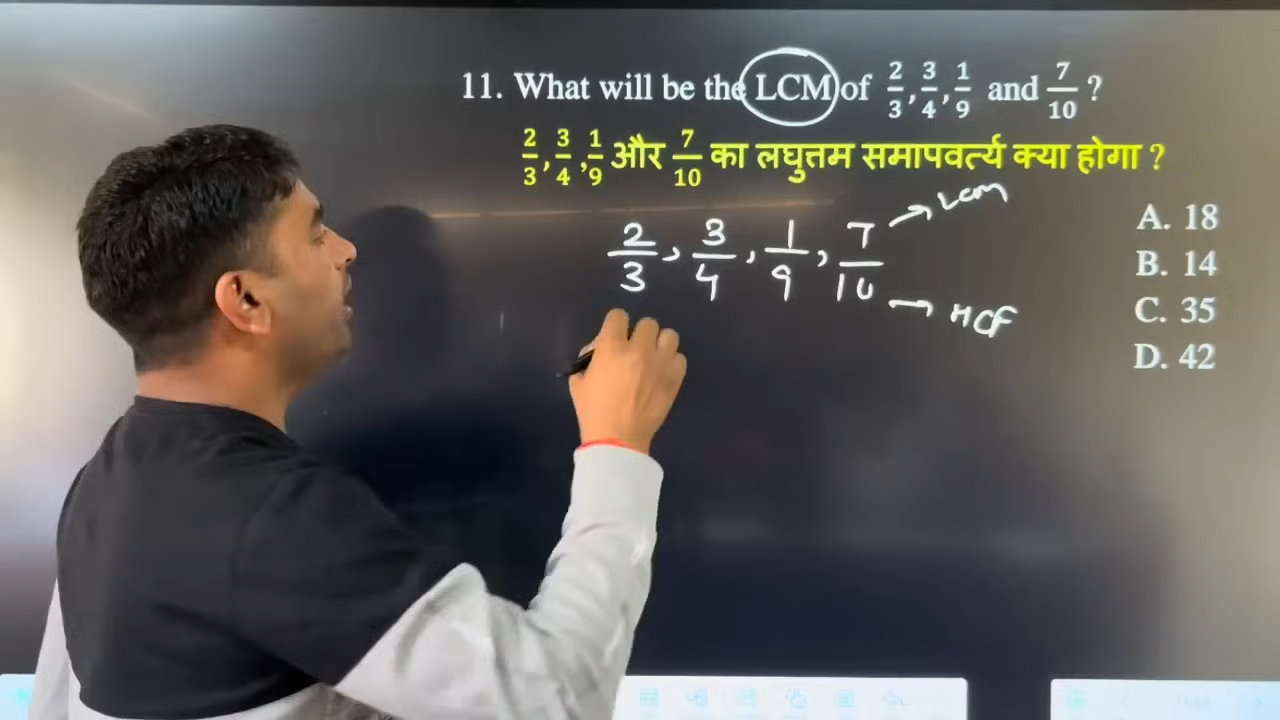 11. What will be the LCM of 2/3, 3/4, 1/9 and 7/10 ?
2/3, 3/4, 1/9 और 7/10 का लघुत्तम समापवर्त्य क्या होगा ?
2/3, 3/4, 1/9, 7/10 → LCM
→ HCF
A. 18
B. 14
C. 35
D. 42